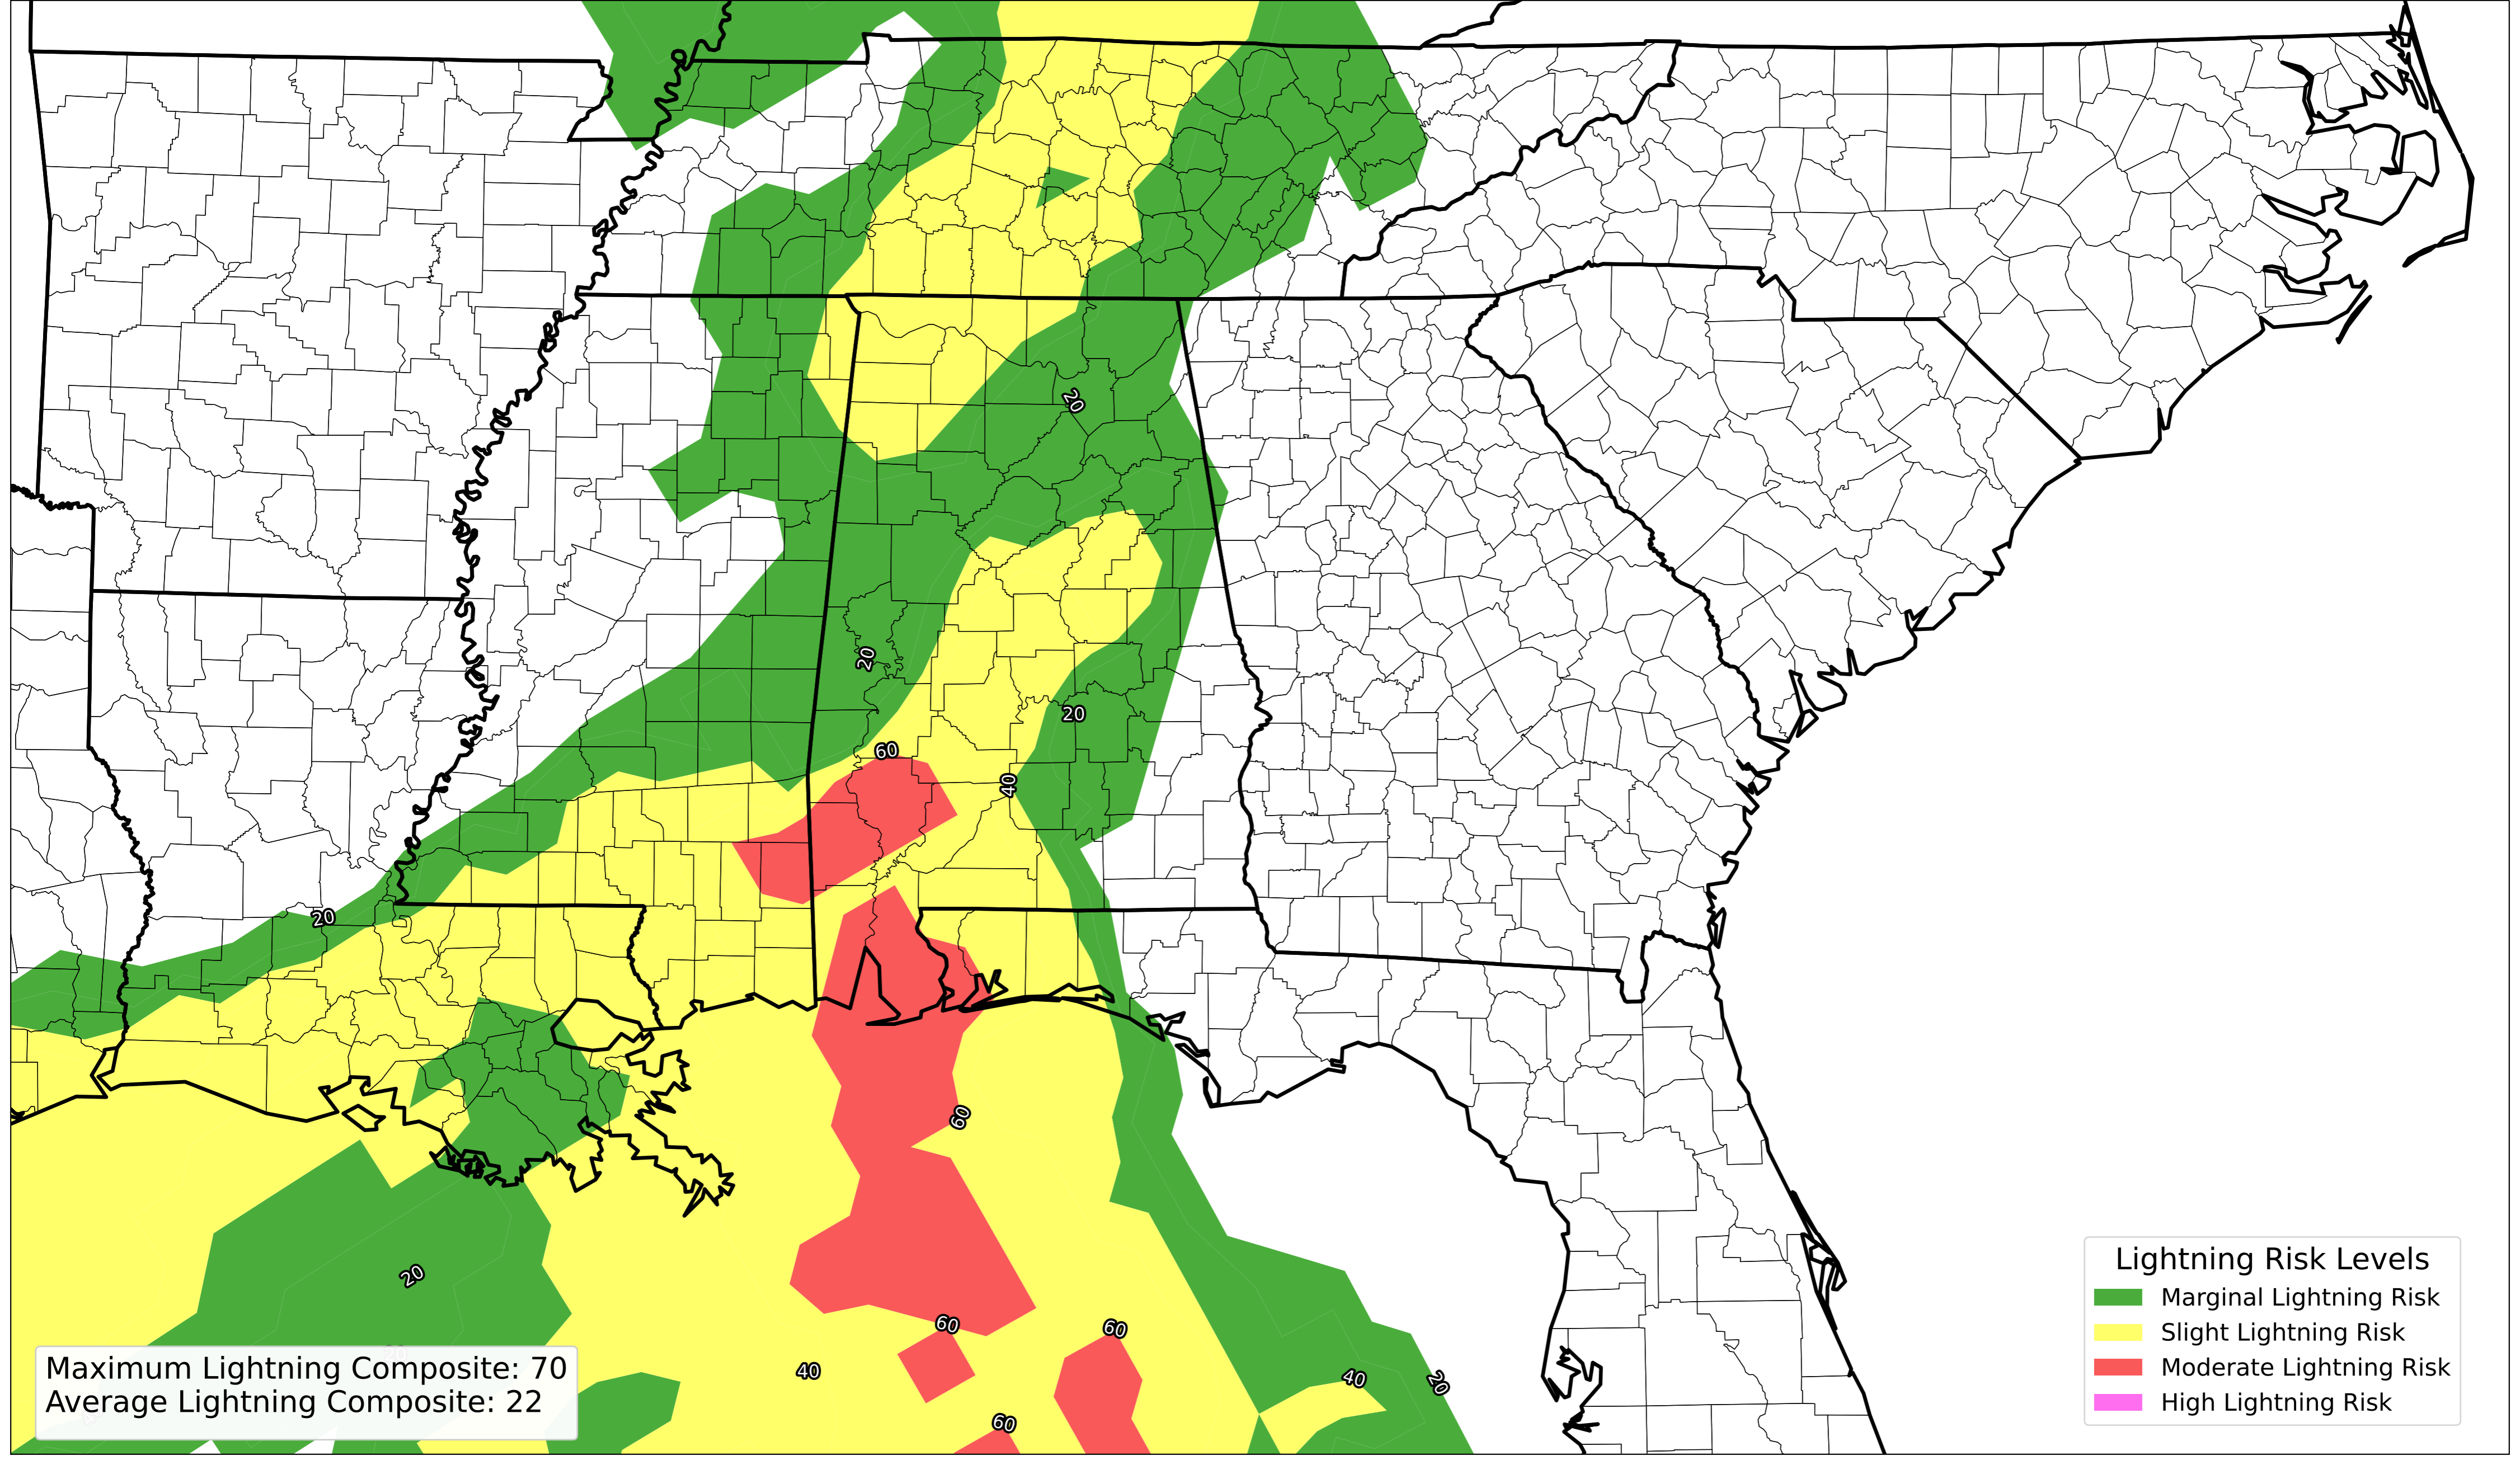 20
20
20
60
40
20
60
20
60
60
40
40
20
60
Maximum Lightning Composite: 70
Average Lightning Composite: 22
Lightning Risk Levels
Marginal Lightning Risk
Slight Lightning Risk
Moderate Lightning Risk
High Lightning Risk